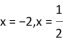 x = −2,x = 1/2